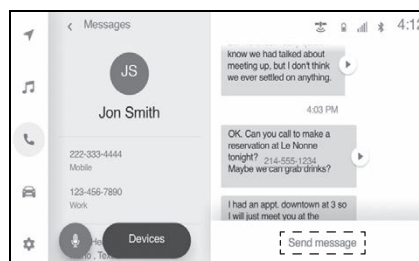 Messages
4:12
JS
Jon Smith
222-333-4444
Mobile
123-456-7890
Work
Devices
know we had talked about
meeting up, but I don't think
we ever settled on anything.
4:03 PM
OK. Can you call to make a
reservation at Le Nonne
tonight? 214-555-1234
Maybe we can grab drinks?
I had an appt. downtown at 3 so
I will just meet you at the
Send message